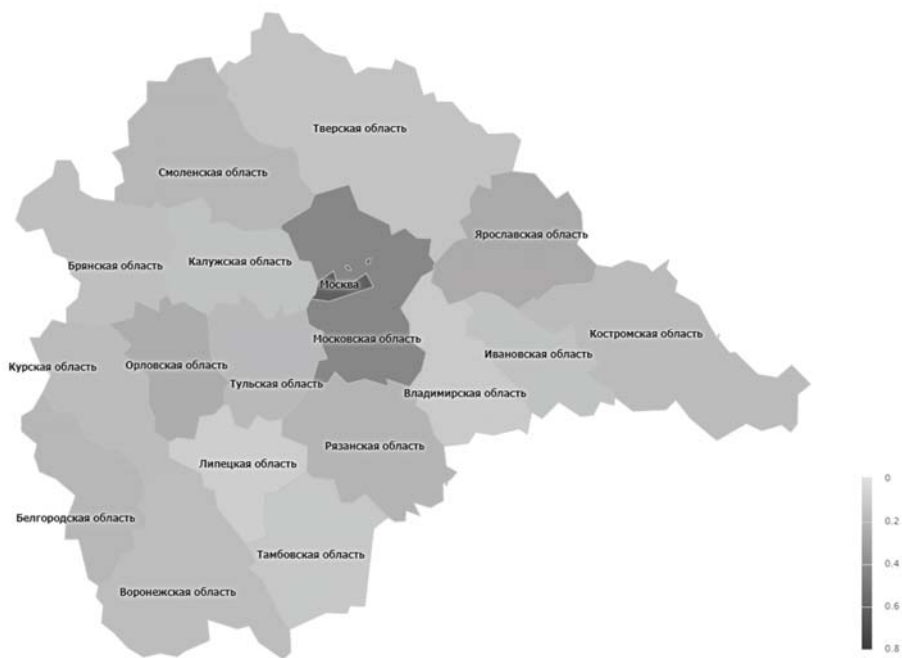 Тверская область
Смоленская область
Ярославская область
Калужская область
Брянская область
Москва
Костромская область
Московская область
Ивановская область
Курская область
Орловская область
Тульская область
Владимирская область
Рязанская область
Липецкая область
0
0.2
Белгородская область
0.4
Тамбовская область
Воронежская область
0.6
0.8